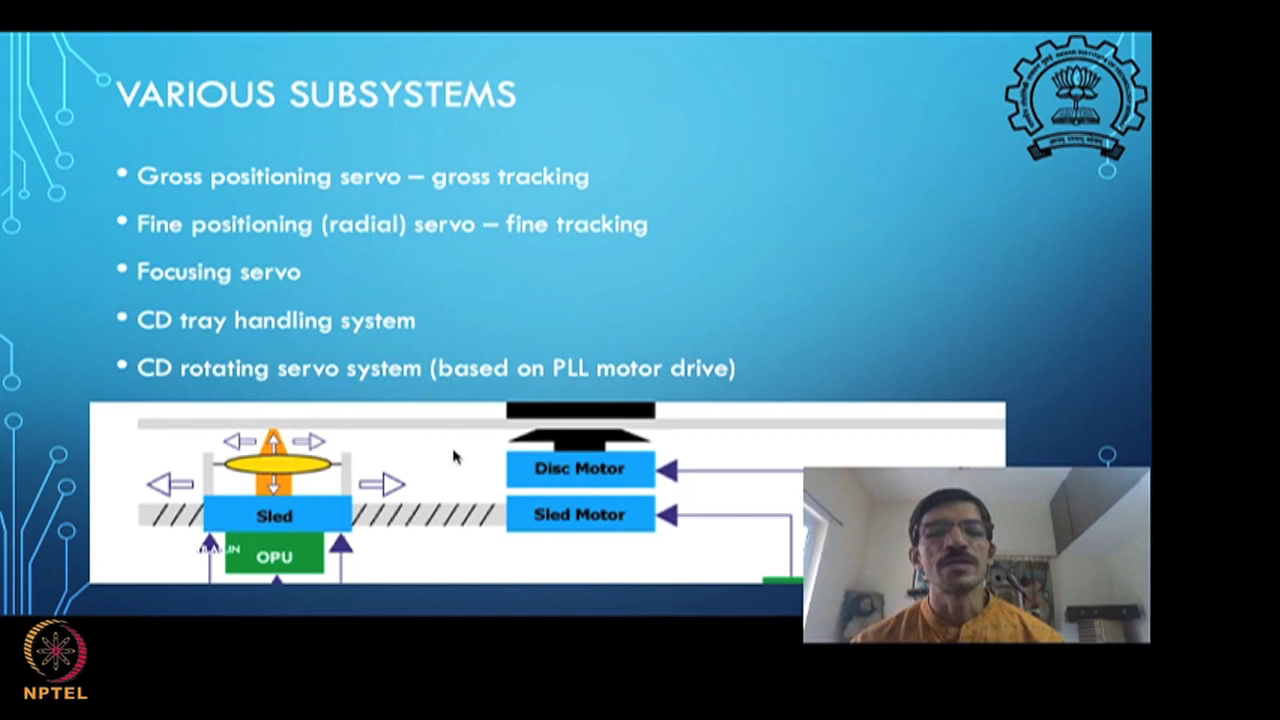 VARIOUS SUBSYSTEMS
• Gross positioning servo – gross tracking
• Fine positioning (radial) servo – fine tracking
• Focusing servo
• CD tray handling system
• CD rotating servo system (based on PLL motor drive)
Disc Motor
Sled
Sled Motor
OPU
NPTEL